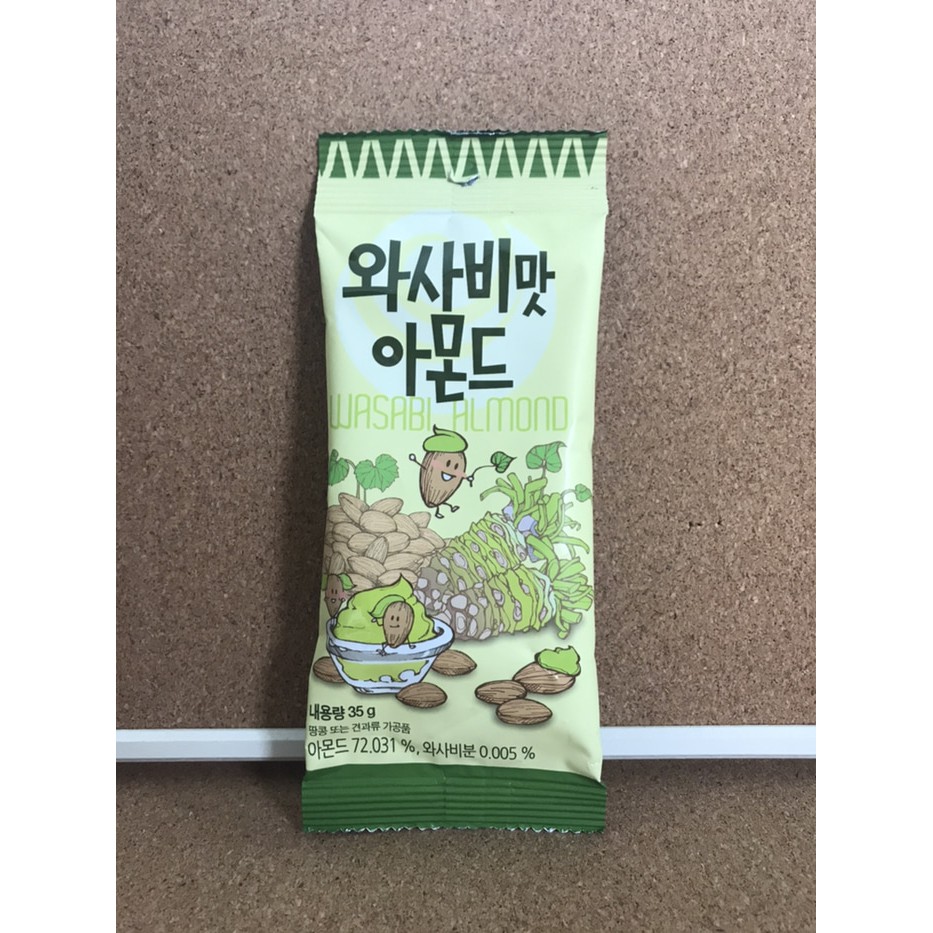 와사비맛
아몬드
WASABI ALMOND
내용량 35 g
땅콩 또는 견과류 가공품
아몬드 72.031 %, 와사비분 0.005 %